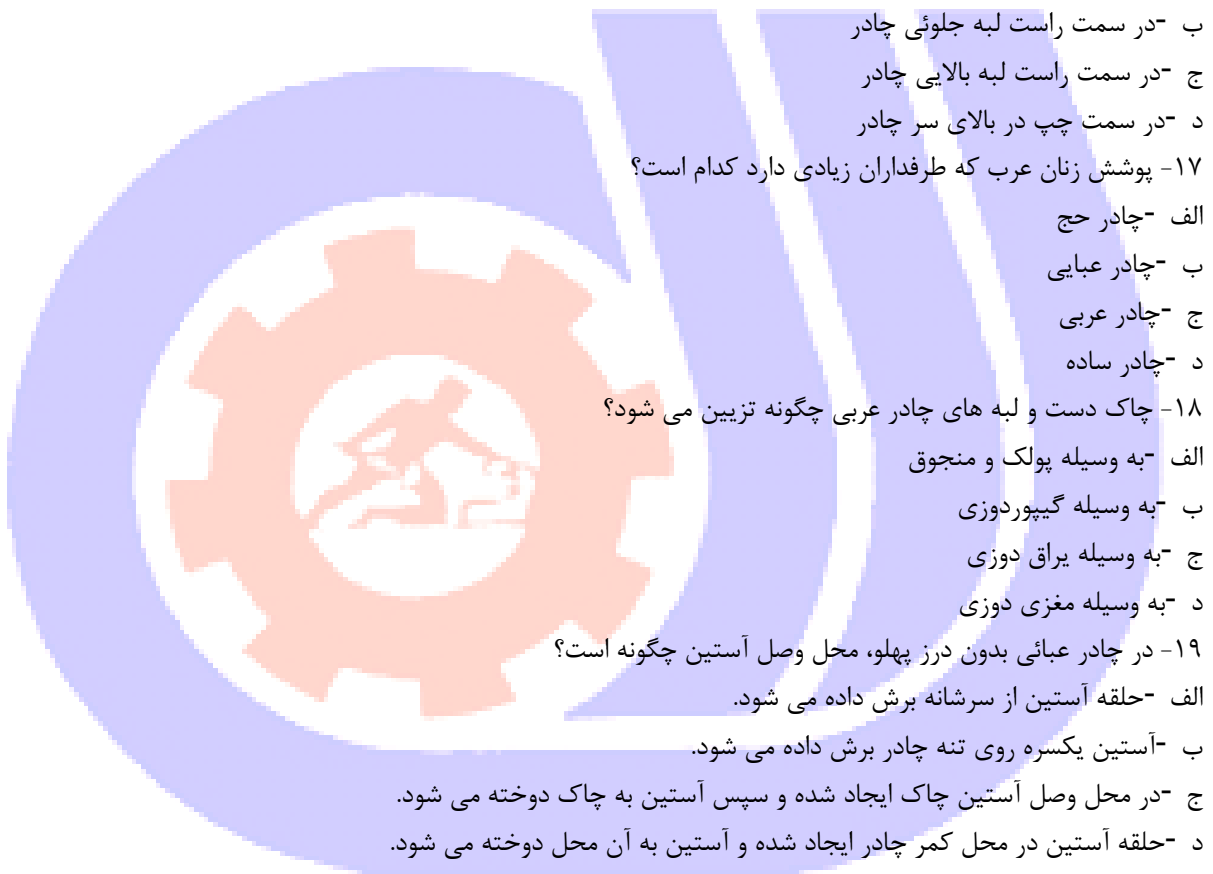 ب -در سمت راست لبه جلوئی چادر
ج -در سمت راست لبه بالایی چادر
د -در سمت چپ در بالای سر چادر
۱۷- پوشش زنان عرب که طرفداران زیادی دارد کدام است؟
الف -چادر حج
ب -چادر عبایی
ج -چادر عربی
د -چادر ساده
۱۸- چاک دست و لبه های چادر عربی چگونه تزیین می شود؟
الف -به وسیله پولک و منجوق
ب -به وسیله گیپوردوزی
ج -به وسیله یراق دوزی
د -به وسیله مغزی دوزی
۱۹- در چادر عبائی بدون درز پهلو، محل وصل آستین چگونه است؟
الف -حلقه آستین از سرشانه برش داده می شود.
ب -آستین یکسره روی تنه چادر برش داده می شود.
ج -در محل وصل آستین چاک ایجاد شده و سپس آستین به چاک دوخته می شود.
د -حلقه آستین در محل کمر چادر ایجاد شده و آستین به آن محل دوخته می شود.